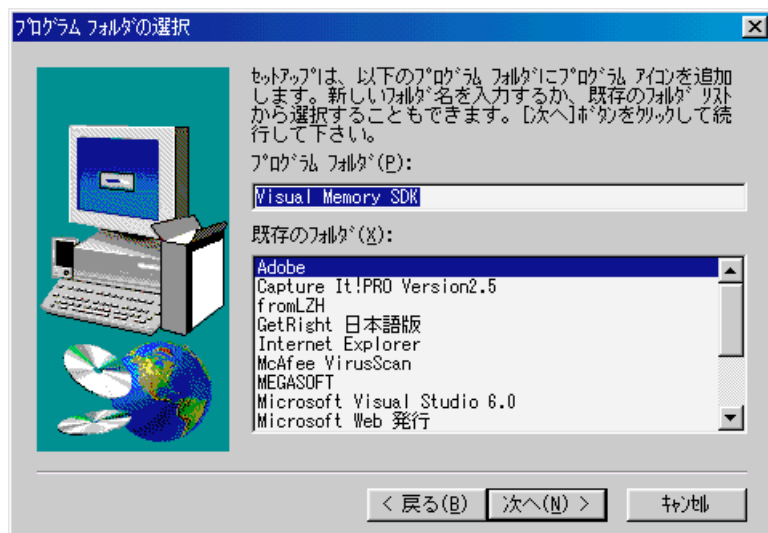 ﾌﾟﾛｸﾞﾗﾑ ﾌｫﾙﾀﾞの選択
ｾｯﾄｱｯﾌﾟは、以下のﾌﾟﾛｸﾞﾗﾑ ﾌｫﾙﾀﾞにﾌﾟﾛｸﾞﾗﾑ ｱｲｺﾝを追加
します。新しいﾌｫﾙﾀﾞ名を入力するか、既存のﾌｫﾙﾀﾞ ﾘｽﾄ
から選択することもできます。[次へ]ﾎﾞﾀﾝをｸﾘｯｸして続
行して下さい。
ﾌﾟﾛｸﾞﾗﾑ ﾌｫﾙﾀﾞ(P):
Visual Memory SDK
既存のﾌｫﾙﾀﾞ(X):
Adobe
Capture It!PRO Version2.5
fromLZH
GetRight 日本語版
Internet Explorer
McAfee VirusScan
MEGASOFT
Microsoft Visual Studio 6.0
Microsoft Web 発行
< 戻る(B)
次へ(N) >
ｷｬﾝｾﾙ